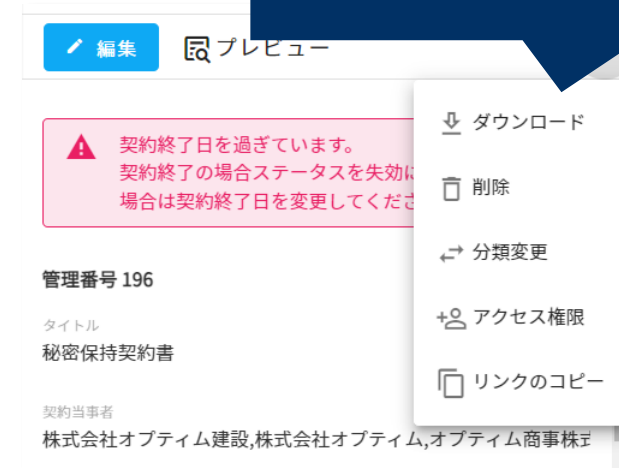 編集 プレビュー
ダウンロード
契約終了日を過ぎています。
契約終了の場合ステータスを失効に
削除
場合は契約終了日を変更してくださ
分類変更
管理番号 196
アクセス権限
タイトル
秘密保持契約書
リンクのコピー
契約当事者
株式会社オプティム建設,株式会社オプティム,オプティム商事株式